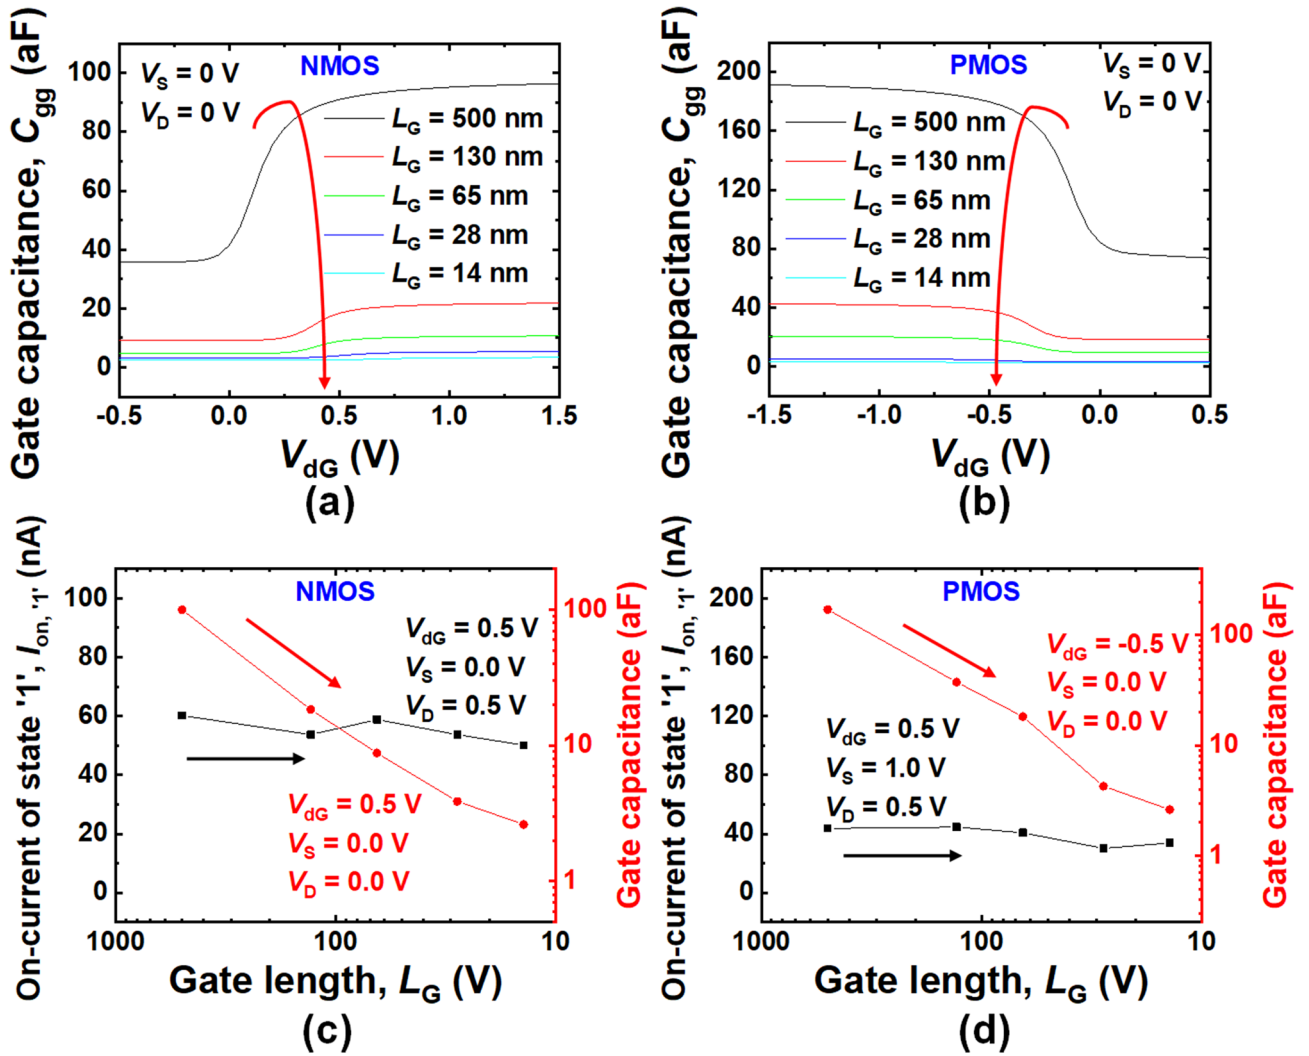 Gate capacitance, Cgg (aF)
100
80
60
40
20
0
VS = 0 V
VD = 0 V
NMOS
LG = 500 nm
LG = 130 nm
LG = 65 nm
LG = 28 nm
LG = 14 nm
-0.5 0.0 0.5 1.0 1.5
VdG (V)
(a)
Gate capacitance, Cgg (aF)
200
160
120
80
40
0
PMOS
VS = 0 V
VD = 0 V
LG = 500 nm
LG = 130 nm
LG = 65 nm
LG = 28 nm
LG = 14 nm
-1.5 -1.0 -0.5 0.0 0.5
VdG (V)
(b)
On-current of state '1', Ion, '1' (nA)
100
80
60
40
20
0
NMOS
VdG = 0.5 V
VS = 0.0 V
VD = 0.5 V
VdG = 0.5 V
VS = 0.0 V
VD = 0.0 V
100
10
1
Gate capacitance (aF)
1000 100 10
Gate length, LG (V)
(c)
On-current of state '1', Ion, '1' (nA)
200
160
120
80
40
0
PMOS
VdG = -0.5 V
VS = 0.0 V
VD = 0.0 V
VdG = 0.5 V
VS = 1.0 V
VD = 0.5 V
100
10
1
Gate capacitance (aF)
1000 100 10
Gate length, LG (V)
(d)